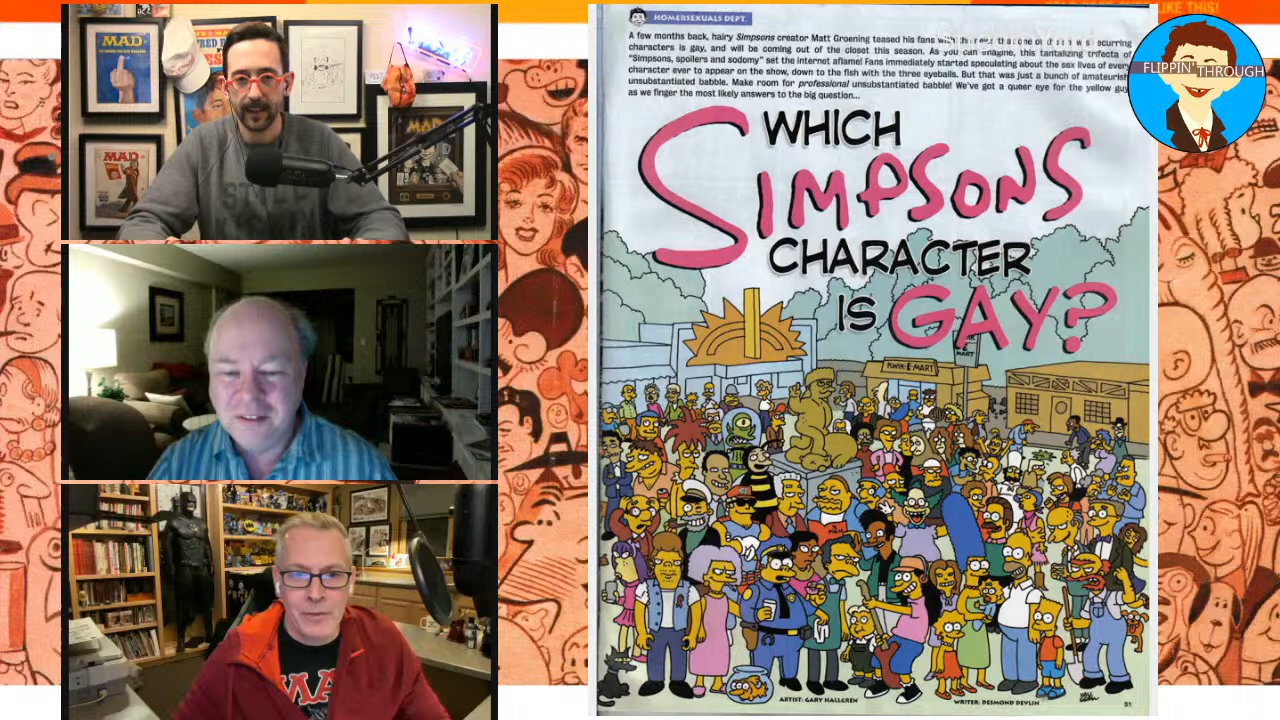 LIKE THIS!
MAD
MAD
MAD
MAD
HOMERSEXUALS DEPT.
A few months back, hairy Simpsons creator Matt Groening teased his fans with
characters is gay, and will be coming out of the closet this season. As you can imagine, this tantalizing trifecta of
"Simpsons, spoilers and sodomy" set the internet aflame! Fans immediately started speculating about the sex lives of every
character ever to appear on the show, down to the fish with the three eyeballs. But that was just a bunch of amateurish
unsubstantiated babble. Make room for professional unsubstantiated babble! We've got a queer eye for the yellow guy
as we finger the most likely answers to the big question...
FLIPPIN' THROUGH
WHICH
SIMPSONS
CHARACTER
IS GAY?
KWIK-E-MART
ARTIST: GARY HALLGREN
WRITER: DESMOND DEVLIN
51